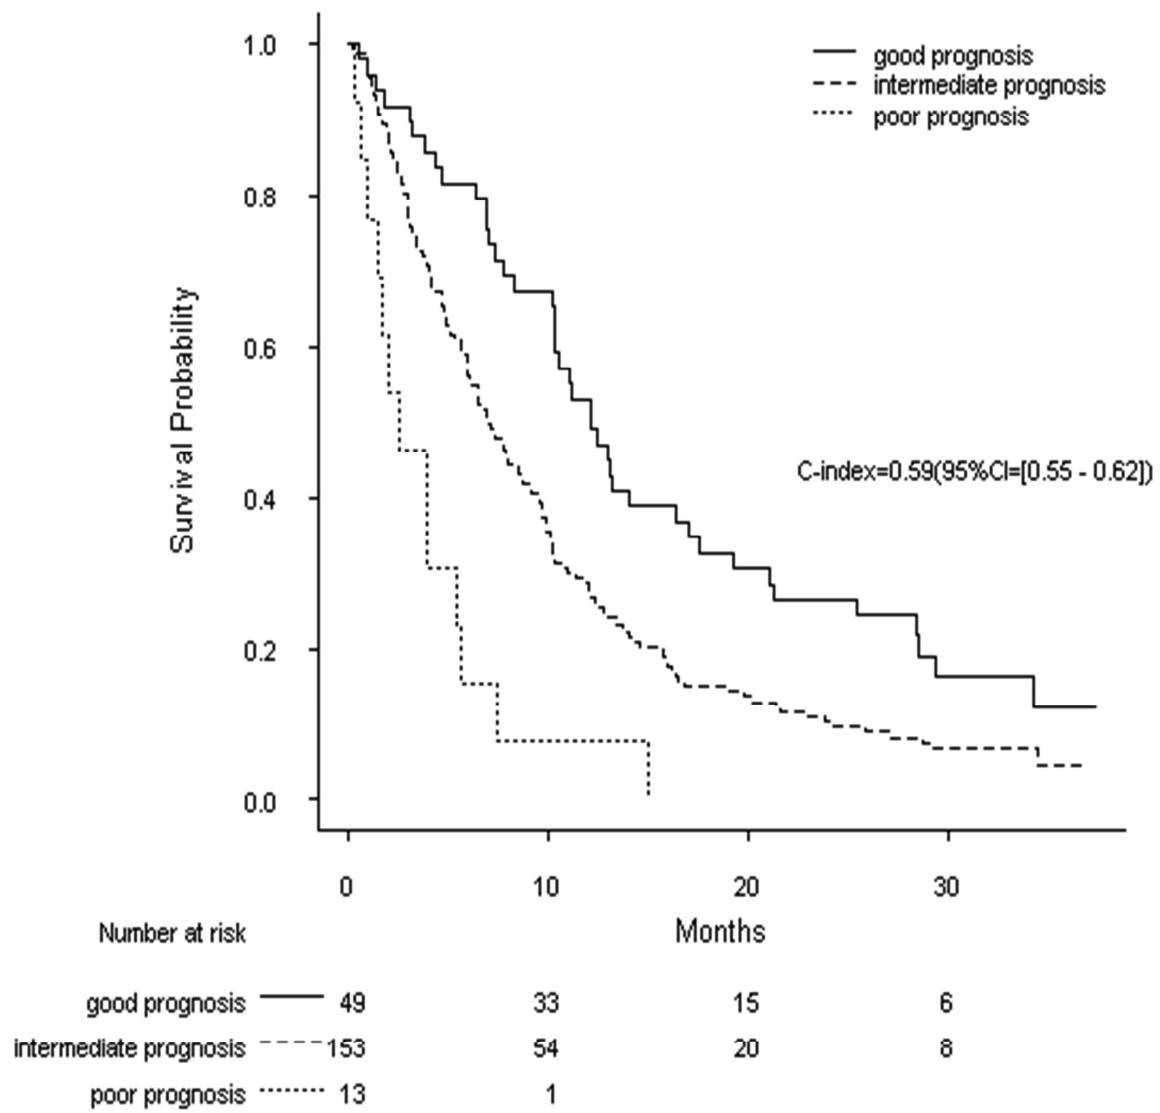 1.0
0.8
0.6
0.4
0.2
0.0
Survival Probability
good prognosis
intermediate prognosis
poor prognosis
C-index=0.59(95%CI=[0.55 - 0.62])
0 10 20 30
Months
Number at risk
good prognosis 49 33 15 6
intermediate prognosis 153 54 20 8
poor prognosis 13 1